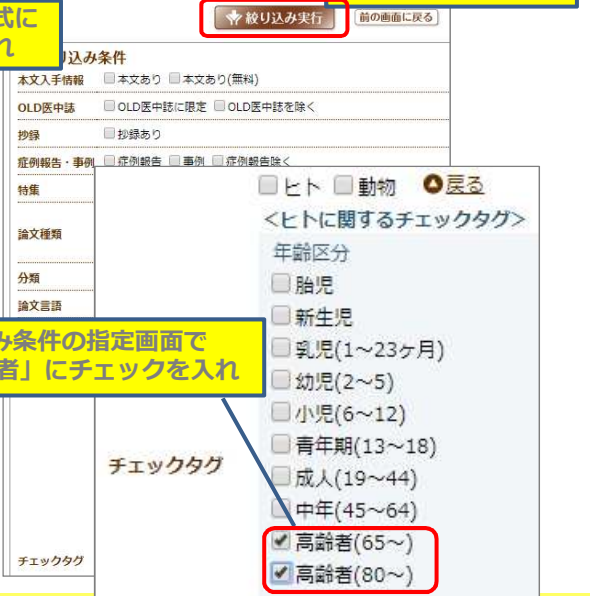 式に
れ
絞り込み実行
前の画面に戻る
り込み条件
本文入手情報 本文あり 本文あり(無料)
OLD医中誌 OLD医中誌に限定 OLD医中誌を除く
抄録 抄録あり
症例報告・事例 症例報告 事例 症例報告除く
特集
論文種類
分類
論文言語
み条件の指定画面で
者」にチェックを入れ
チェックタグ
ヒト 動物 戻る
<ヒトに関するチェックタグ>
年齢区分
胎児
新生児
乳児(1～23ヶ月)
幼児(2～5)
小児(6～12)
青年期(13～18)
チェックタグ
成人(19～44)
中年(45～64)
高齢者(65～)
高齢者(80～)